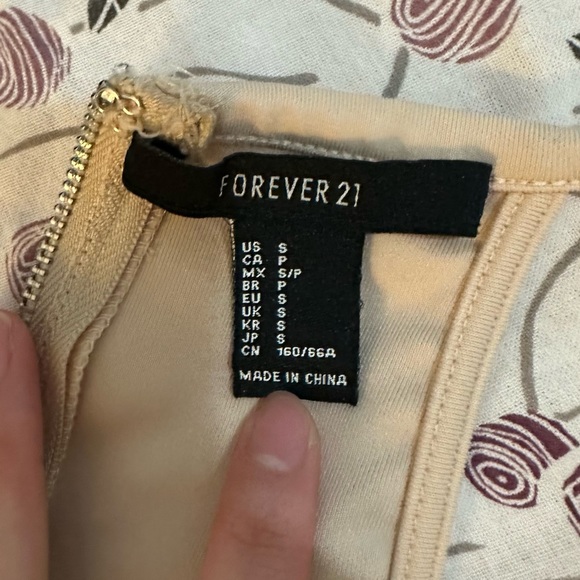 FOREVER 21
US S
CA P
MX S/P
BR P
EU S
UK S
KR S
JP S
CN 160/66A
MADE IN CHINA